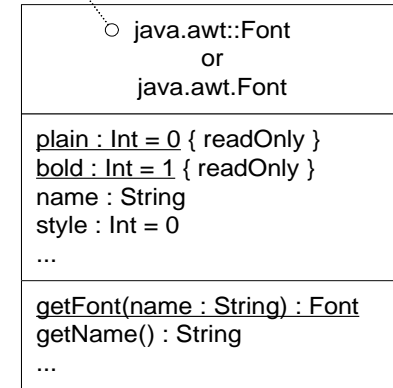 java.awt::Font
or
java.awt.Font
plain : Int = 0 { readOnly }
bold : Int = 1 { readOnly }
name : String
style : Int = 0
...
getFont(name : String) : Font
getName() : String
...